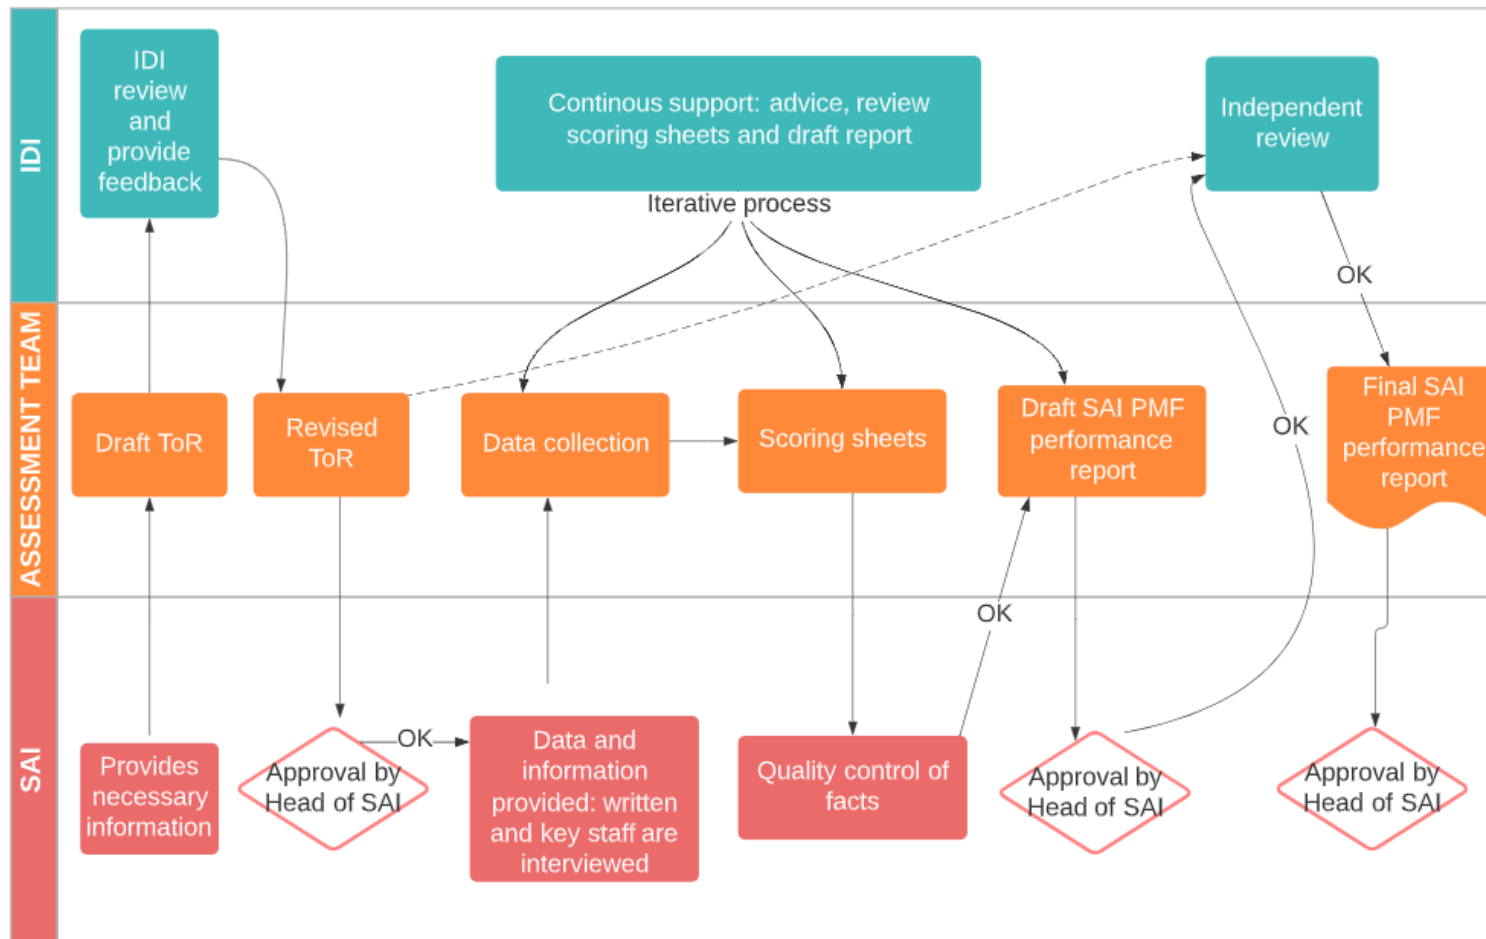 IDI
IDI
review
and
provide
feedback
Continous support: advice, review
scoring sheets and draft report
Iterative process
Independent
review
OK
ASSESSMENT TEAM
Draft ToR
Revised
ToR
Data collection
Scoring sheets
Draft SAI PMF
performance
report
OK
Final SAI
PMF
performance
report
OK
SAI
Provides
necessary
information
Approval by
Head of SAI
OK
Data and
information
provided: written
and key staff are
interviewed
Quality control of
facts
Approval by
Head of SAI
Approval by
Head of SAI